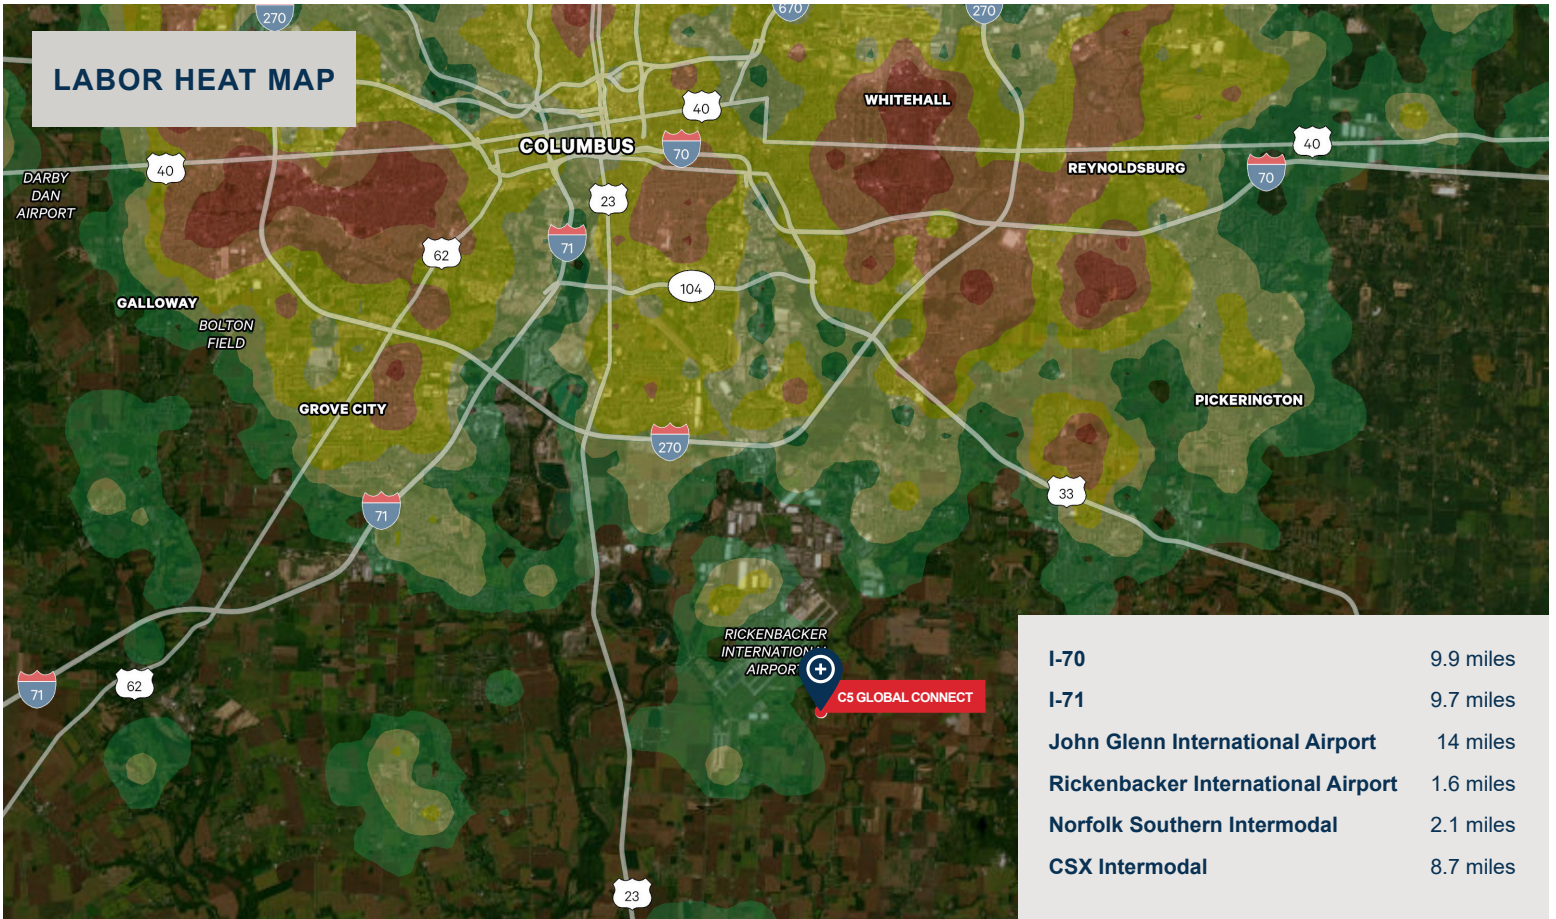 270
670
270
LABOR HEAT MAP
WHITEHALL
40
COLUMBUS
70
40
40
REYNOLDSBURG
70
DARBY
DAN
AIRPORT
23
71
62
104
GALLOWAY
BOLTON
FIELD
GROVE CITY
PICKERINGTON
270
33
71
RICKENBACKER
INTERNATIONAL
AIRPORT
C5 GLOBAL CONNECT
71
62
23
I-70 9.9 miles
I-71 9.7 miles
John Glenn International Airport 14 miles
Rickenbacker International Airport 1.6 miles
Norfolk Southern Intermodal 2.1 miles
CSX Intermodal 8.7 miles